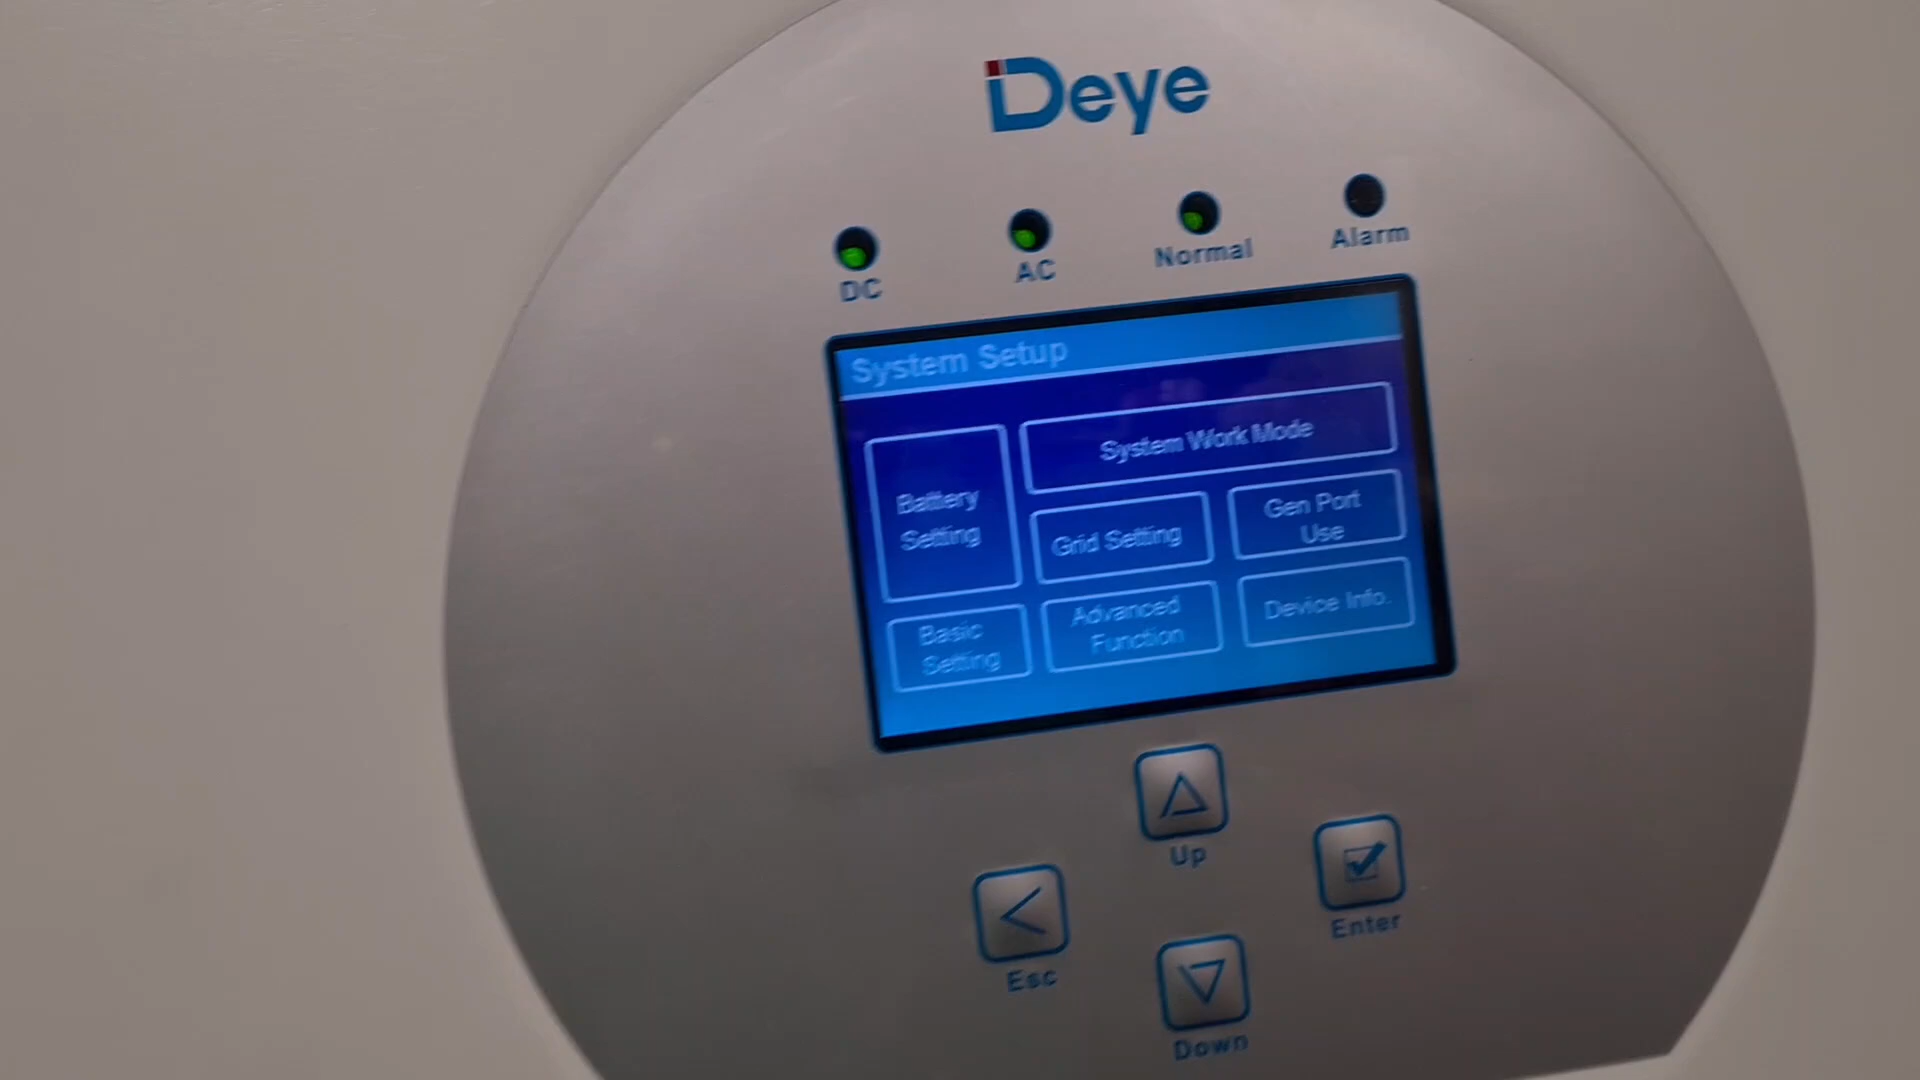 Deye
DC
AC
Normal
Alarm
System Setup
Battery
Setting
System Work Mode
Grid Setting
Gen Port
Use
Basic
Setting
Advanced
Function
Device Info.
Up
Esc
Enter
Down